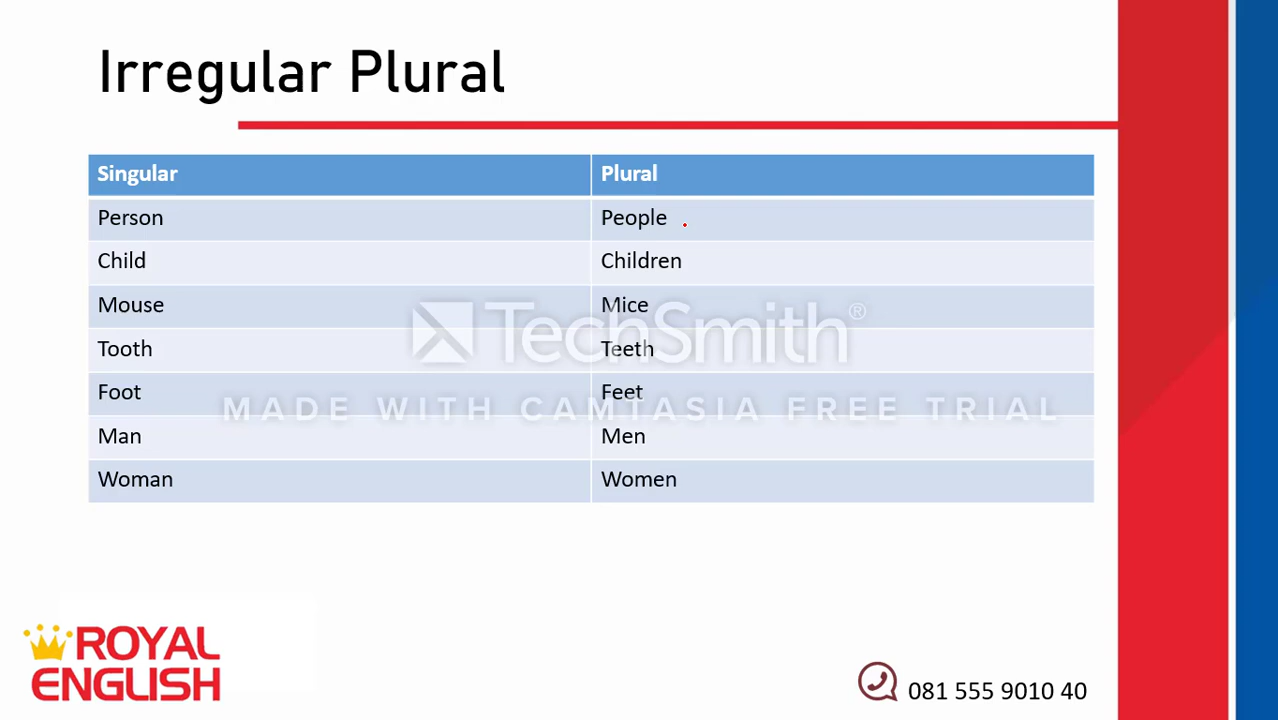 Irregular Plural
Singular Plural
Person People
Child Children
Mouse Mice
Tooth Teeth
Foot Feet
Man Men
Woman Women
TechSmith®
MADE WITH CAMTASIA FREE TRIAL
ROYAL
ENGLISH
081 555 9010 40